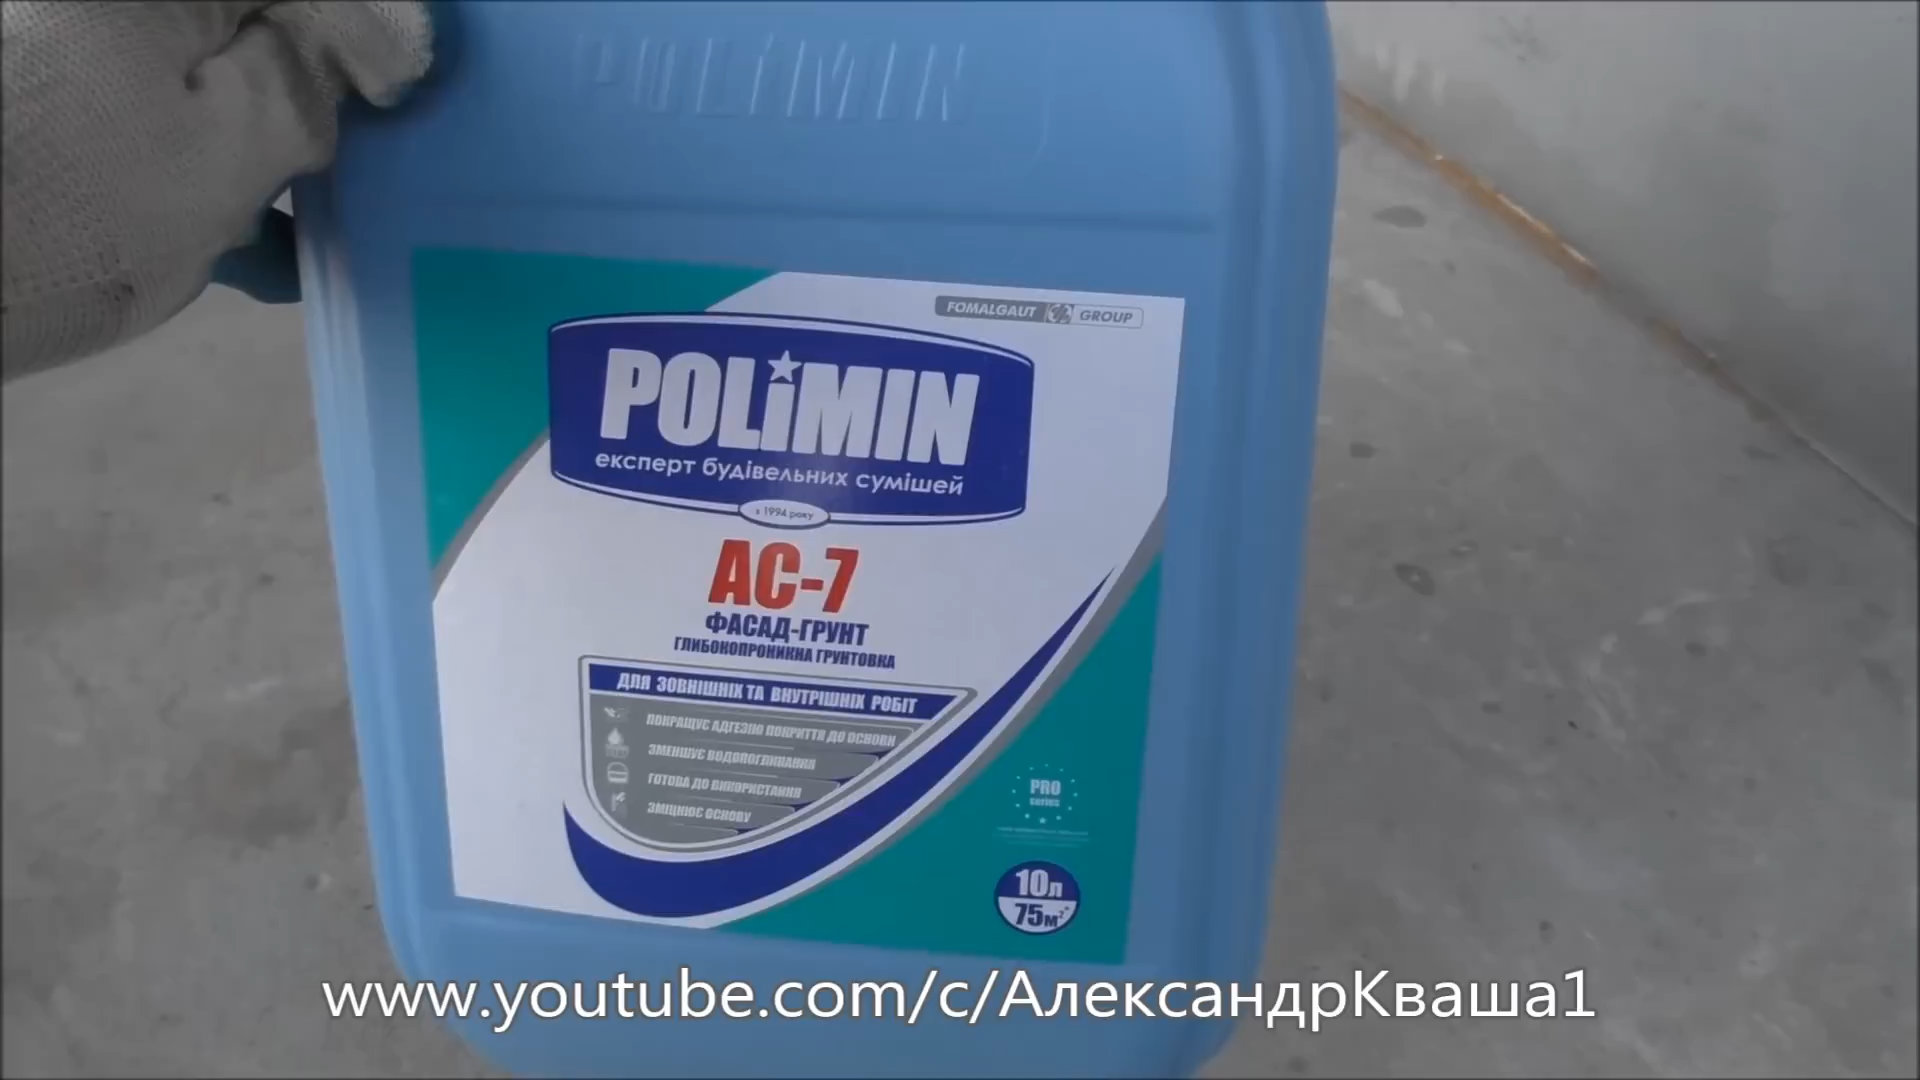 POLIMIN
FOMALGAUT GROUP
POLiMIN
експерт будівельних сумішей
з 1994 року
АС-7
ФАСАД-ГРУНТ
ГЛИБОКОПРОНИКНА ГРУНТОВКА
ДЛЯ ЗОВНІШНІХ ТА ВНУТРІШНІХ РОБІТ
ПОКРАЩУЄ АДГЕЗІЮ ПОКРИТТЯ ДО ОСНОВИ
ЗМЕНШУЄ ВОДОПОГЛИНАННЯ
ГОТОВА ДО ВИКОРИСТАННЯ
ЗМІЦНЮЄ ОСНОВУ
PRO
series
10л
75м²*
www.youtube.com/c/АлександрКваша1